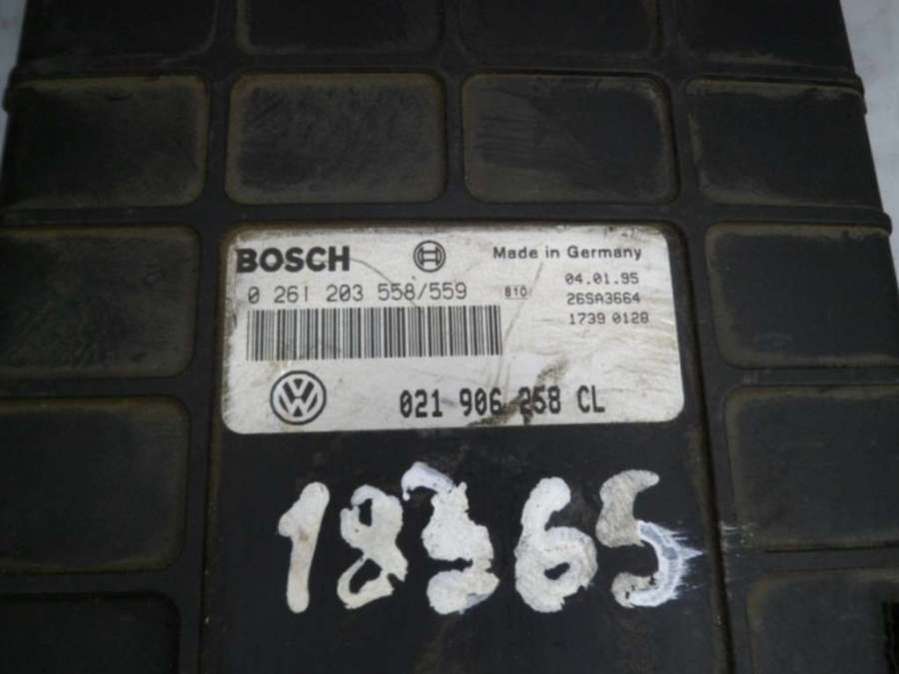 BOSCH Made in Germany
04.01.95
0 261 203 558/559 810 26SA3664
1739 0128
021 906 258 CL
18365